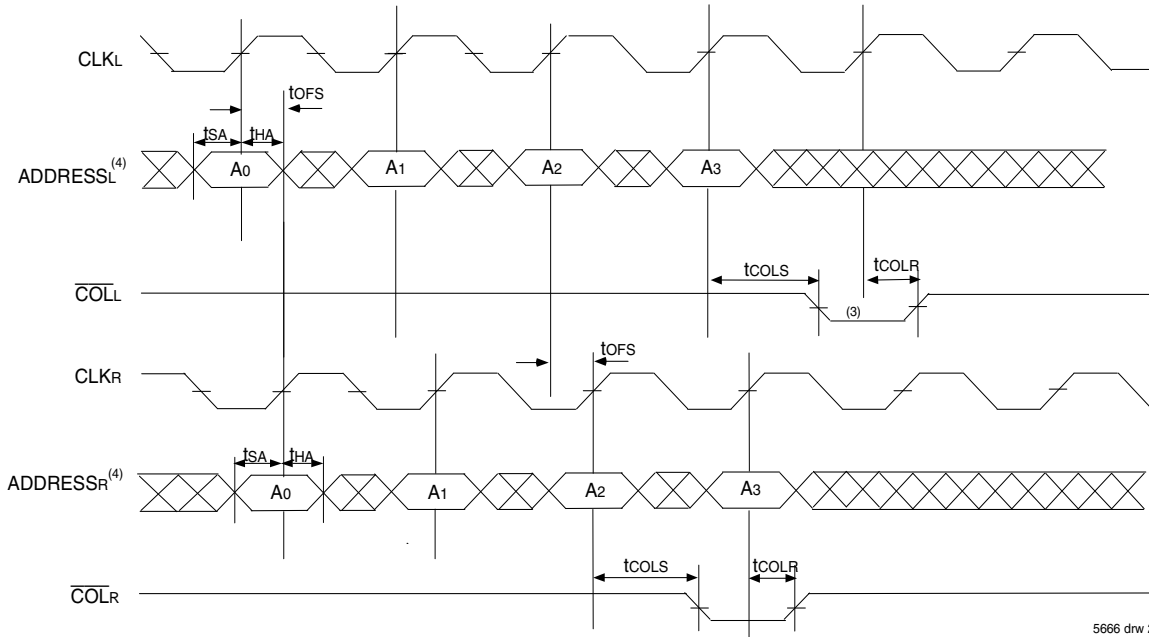 CLKL
tOFS
tSA tHA
ADDRESSL(4) A0 A1 A2 A3
tCOLS tCOLR
COLL (3)
tOFS
CLKR
tSA tHA
ADDRESSR(4) A0 A1 A2 A3
tCOLS tCOLR
COLR
5666 drw